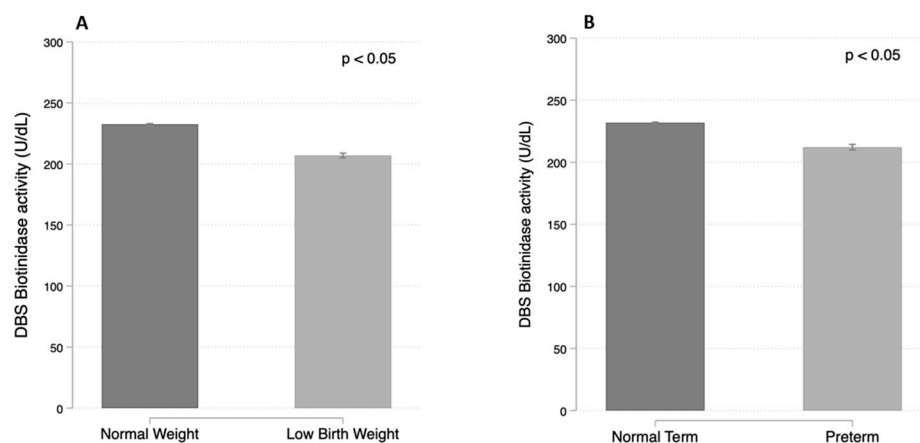 A
DBS Biotinidase activity (U/dL)
300
250
200
150
100
50
0
p < 0.05
Normal Weight
Low Birth Weight
B
DBS Biotinidase activity (U/dL)
300
250
200
150
100
50
0
p < 0.05
Normal Term
Preterm